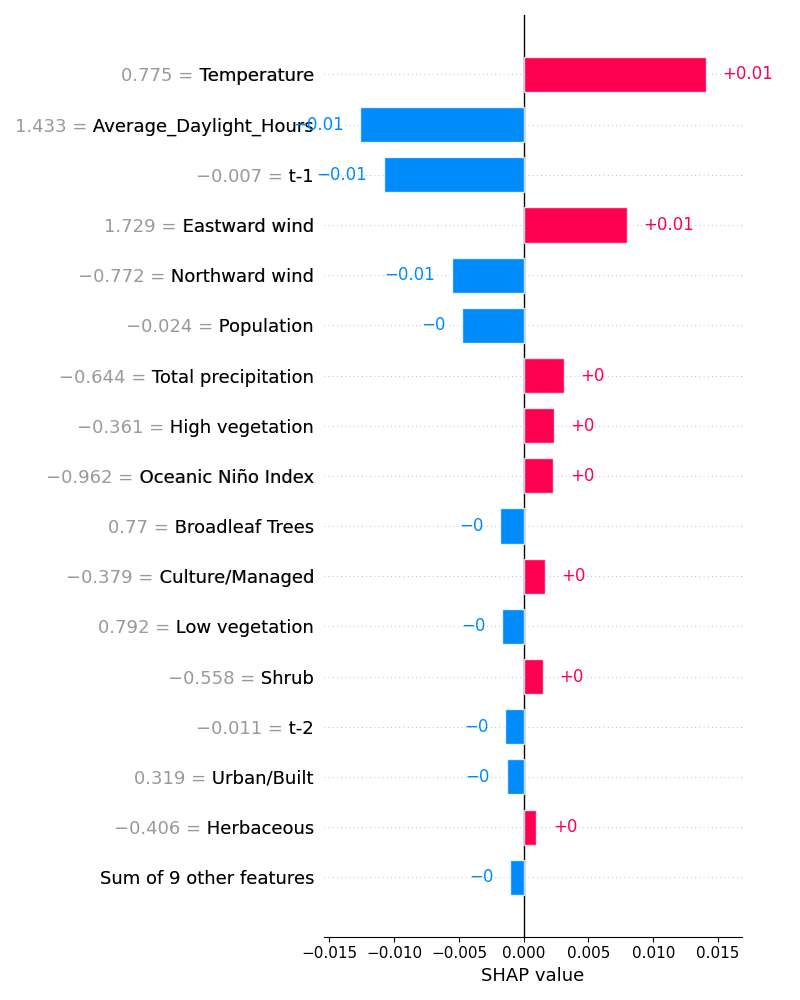 0.775 = Temperature +0.01
1.433 = Average_Daylight_Hours −0.01
−0.007 = t-1 −0.01
1.729 = Eastward wind +0.01
−0.772 = Northward wind −0.01
−0.024 = Population −0
−0.644 = Total precipitation +0
−0.361 = High vegetation +0
−0.962 = Oceanic Niño Index +0
0.77 = Broadleaf Trees −0
−0.379 = Culture/Managed +0
0.792 = Low vegetation −0
−0.558 = Shrub +0
−0.011 = t-2 −0
0.319 = Urban/Built −0
−0.406 = Herbaceous +0
Sum of 9 other features −0
−0.015 −0.010 −0.005 0.000 0.005 0.010 0.015
SHAP value